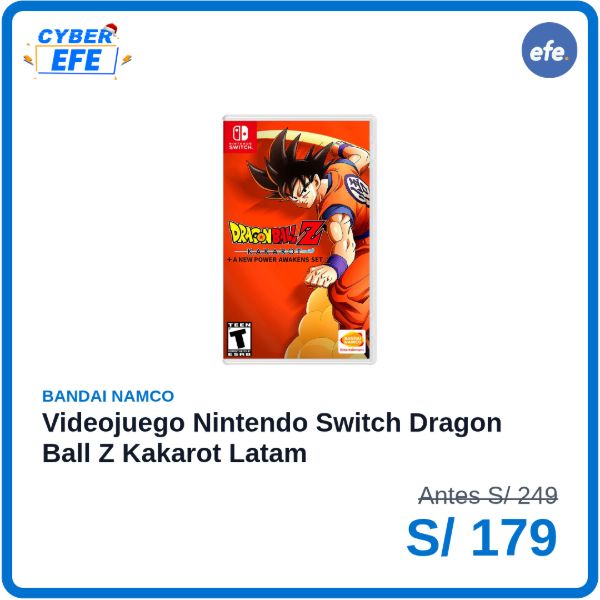 CYBER
EFE
efe.
NINTENDO
SWITCH
DRAGON BALL Z
KAKAROT
+ A NEW POWER AWAKENS SET
TEEN
T
ESRB
BANDAI
NAMCO
Entertainment
BANDAI NAMCO
Videojuego Nintendo Switch Dragon
Ball Z Kakarot Latam
Antes S/ 249
S/ 179